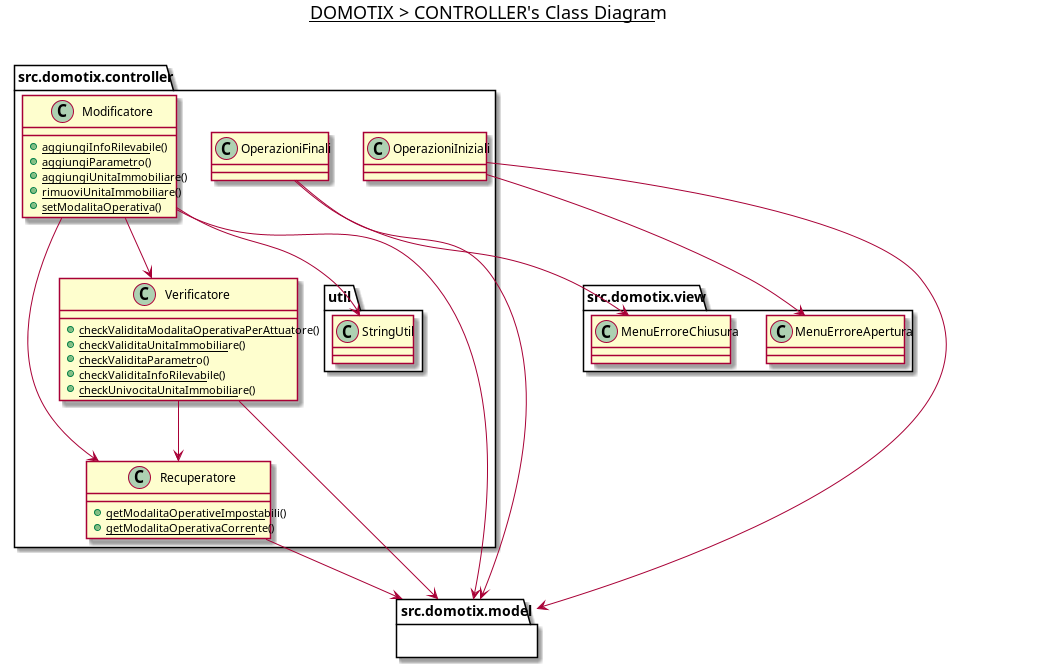 DOMOTIX > CONTROLLER's Class Diagram
src.domotix.controller
C Modificatore
aggiungiInfoRilevabile()
aggiungiParametro()
aggiungiUnitaImmobiliare()
rimuoviUnitaImmobiliare()
setModalitaOperativa()
C OperazioniFinali
C OperazioniIniziali
C Verificatore
checkValiditaModalitaOperativaPerAttuatore()
checkValiditaUnitaImmobiliare()
checkValiditaParametro()
checkValiditaInfoRilevabile()
checkUnivocitaUnitaImmobiliare()
util
C StringUtil
src.domotix.view
C MenuErroreChiusura
C MenuErroreApertura
C Recuperatore
getModalitaOperativeImpostabili()
getModalitaOperativaCorrente()
src.domotix.model